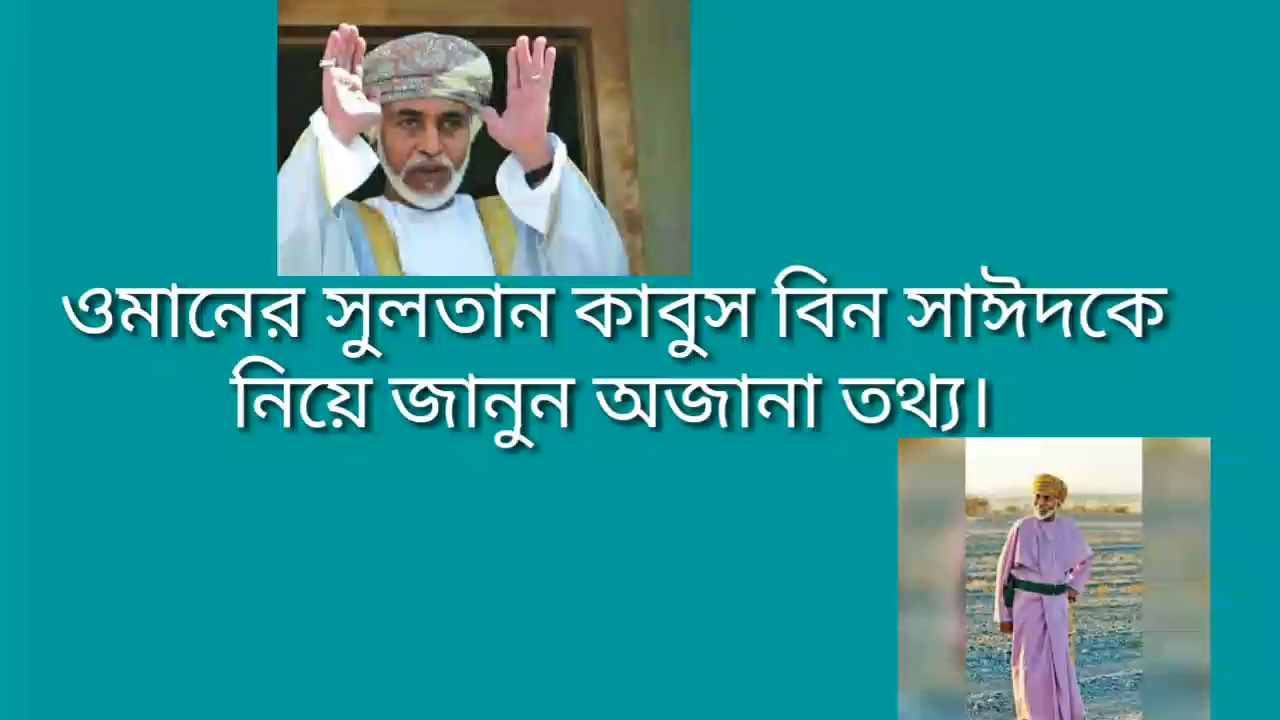 ওমানের সুলতান কাবুস বিন সাঈদকে
নিয়ে জানুন অজানা তথ্য।